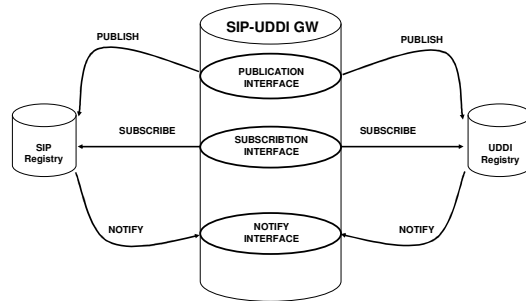 SIP-UDDI GW
PUBLISH
PUBLISH
PUBLICATION
INTERFACE
SUBSCRIBE
SUBSCRIBTION
INTERFACE
SUBSCRIBE
SIP
Registry
UDDI
Registry
NOTIFY
NOTIFY
INTERFACE
NOTIFY